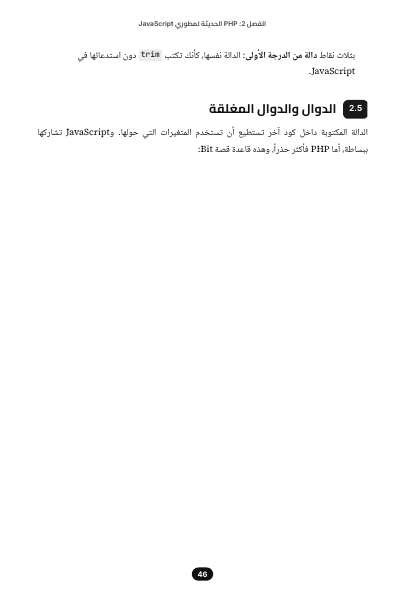 الفصل 2: PHP الحديثة لمطوري JavaScript
بثلاث نقاط دالة من الدرجة الأولى: الدالة نفسها، كأنك تكتب trim دون استدعائها في
JavaScript.
2.5 الدوال والدوال المغلقة
الدالة المكتوبة داخل كود آخر تستطيع أن تستخدم المتغيرات التي حولها. وJavaScript تشاركها
ببساطة، أما PHP فأكثر حذراً، وهذه قاعدة قصة Bit:
46